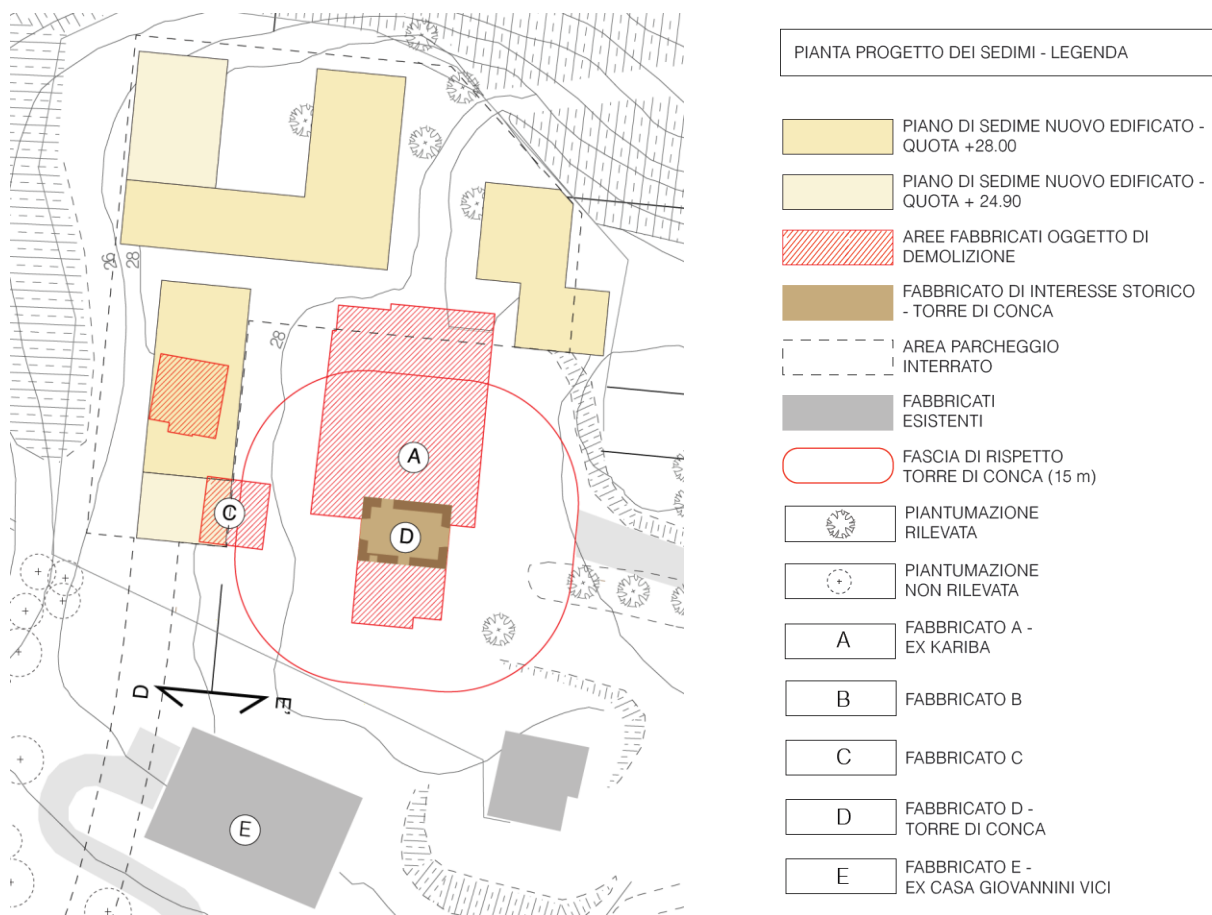 26
28
28
A
C
D
D
E'
E
PIANTA PROGETTO DEI SEDIMI - LEGENDA
PIANO DI SEDIME NUOVO EDIFICATO -
QUOTA +28.00
PIANO DI SEDIME NUOVO EDIFICATO -
QUOTA + 24.90
AREE FABBRICATI OGGETTO DI
DEMOLIZIONE
FABBRICATO DI INTERESSE STORICO
- TORRE DI CONCA
AREA PARCHEGGIO
INTERRATO
FABBRICATI
ESISTENTI
FASCIA DI RISPETTO
TORRE DI CONCA (15 m)
PIANTUMAZIONE
RILEVATA
PIANTUMAZIONE
NON RILEVATA
A
FABBRICATO A -
EX KARIBA
B
FABBRICATO B
C
FABBRICATO C
D
FABBRICATO D -
TORRE DI CONCA
E
FABBRICATO E -
EX CASA GIOVANNINI VICI